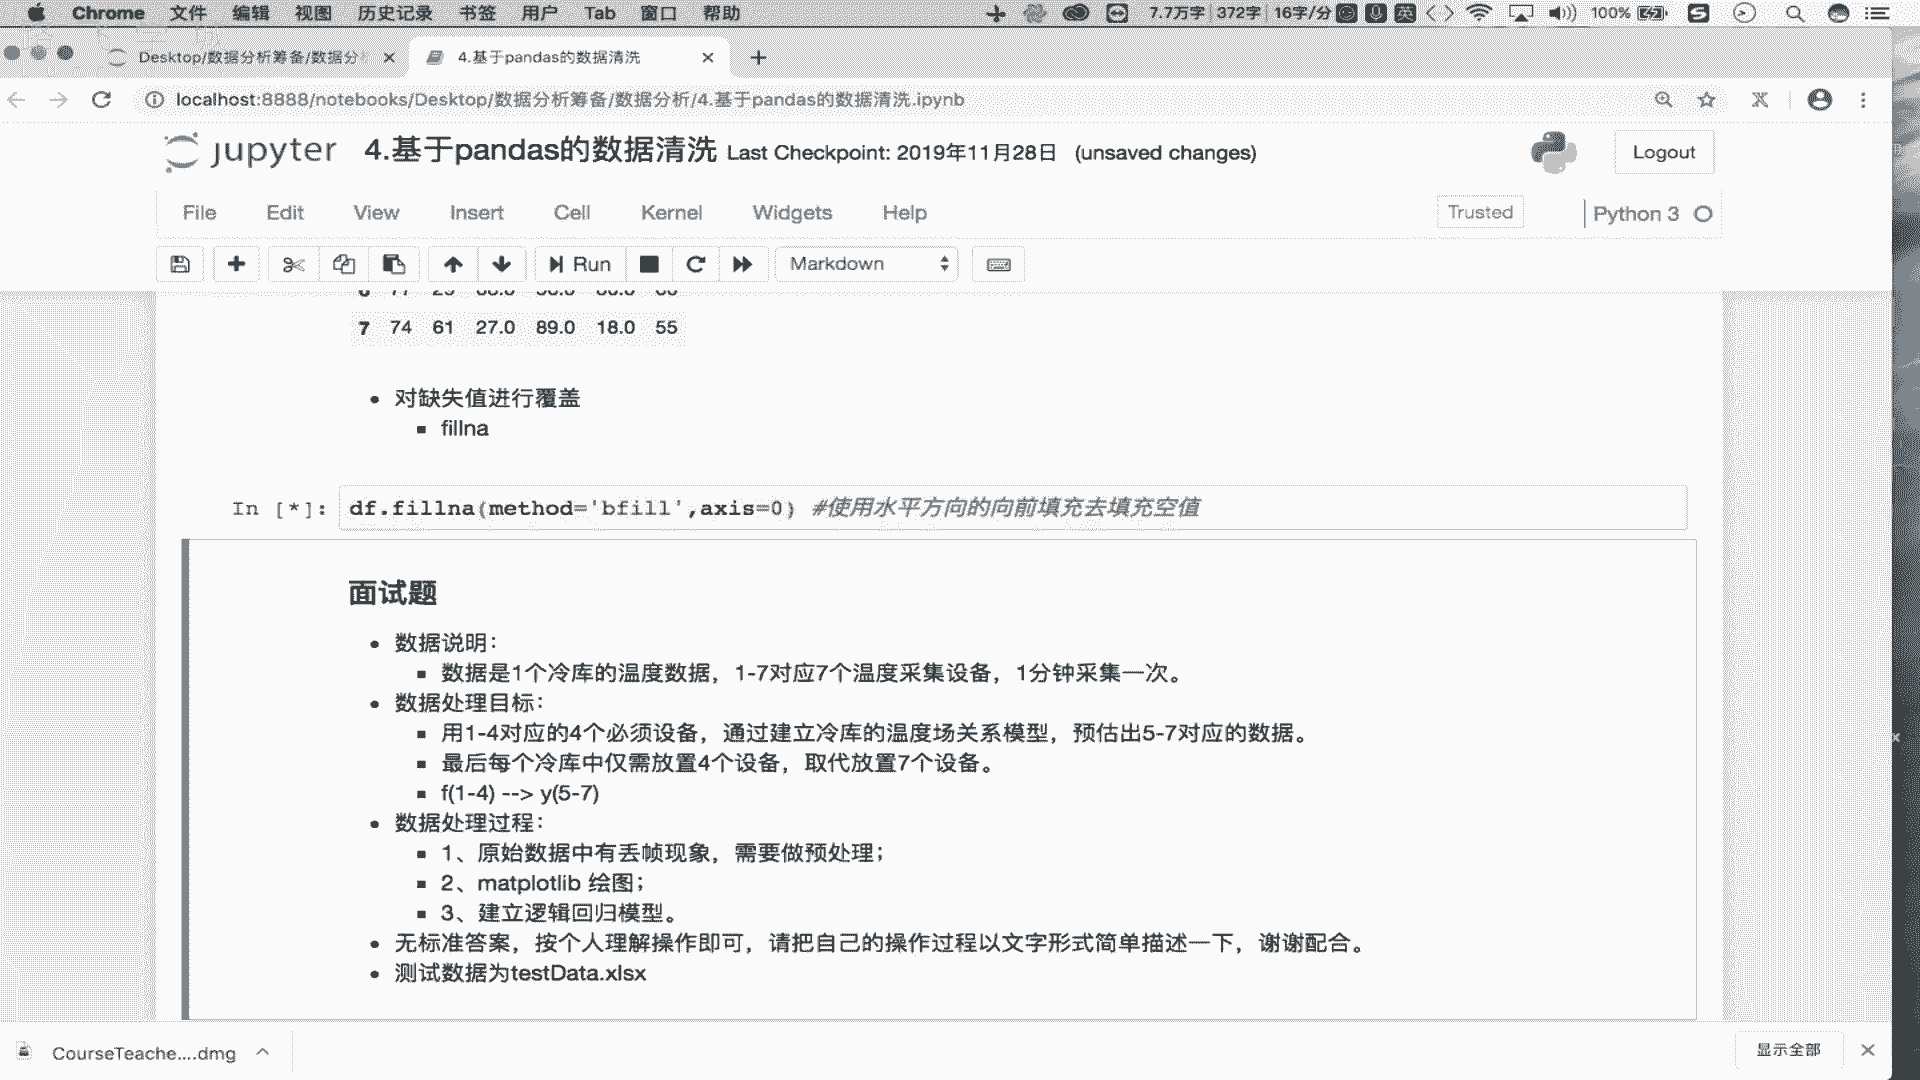 Chrome 文件 编辑 视图 历史记录 书签 用户 Tab 窗口 帮助 7.7万字 372字 16字/分 英 100%
Desktop/数据分析筹备/数据分 4.基于pandas的数据清洗
localhost:8888/notebooks/Desktop/数据分析筹备/数据分析/4.基于pandas的数据清洗.ipynb
jupyter 4.基于pandas的数据清洗 Last Checkpoint: 2019年11月28日 (unsaved changes) Logout
File Edit View Insert Cell Kernel Widgets Help Trusted Python 3
Run Markdown
7 74 61 27.0 89.0 18.0 55
• 对缺失值进行覆盖
▪ fillna
In [*]: df.fillna(method='bfill',axis=0) #使用水平方向的向前填充去填充空值
面试题
• 数据说明：
▪ 数据是1个冷库的温度数据，1-7对应7个温度采集设备，1分钟采集一次。
• 数据处理目标：
▪ 用1-4对应的4个必须设备，通过建立冷库的温度场关系模型，预估出5-7对应的数据。
▪ 最后每个冷库中仅需放置4个设备，取代放置7个设备。
▪ f(1-4) --> y(5-7)
• 数据处理过程：
▪ 1、原始数据中有丢帧现象，需要做预处理；
▪ 2、matplotlib 绘图；
▪ 3、建立逻辑回归模型。
• 无标准答案，按个人理解操作即可，请把自己的操作过程以文字形式简单描述一下，谢谢配合。
• 测试数据为testData.xlsx
CourseTeache....dmg 显示全部